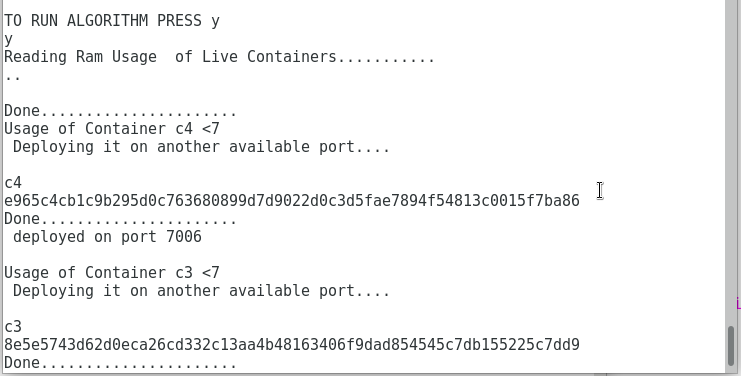 TO RUN ALGORITHM PRESS y
y
Reading Ram Usage  of Live Containers...........
..
Done......................
Usage of Container c4 <7
 Deploying it on another available port....
c4
e965c4cb1c9b295d0c763680899d7d9022d0c3d5fae7894f54813c0015f7ba86
Done......................
 deployed on port 7006
Usage of Container c3 <7
 Deploying it on another available port....
c3
8e5e5743d62d0eca26cd332c13aa4b48163406f9dad854545c7db155225c7dd9
Done......................